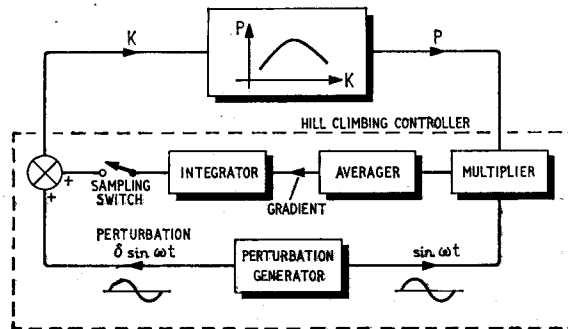 K
P
K
P
HILL CLIMBING CONTROLLER
+
+
SAMPLING
SWITCH
INTEGRATOR
GRADIENT
AVERAGER
MULTIPLIER
PERTURBATION
δ sin ωt
PERTURBATION
GENERATOR
sin ωt